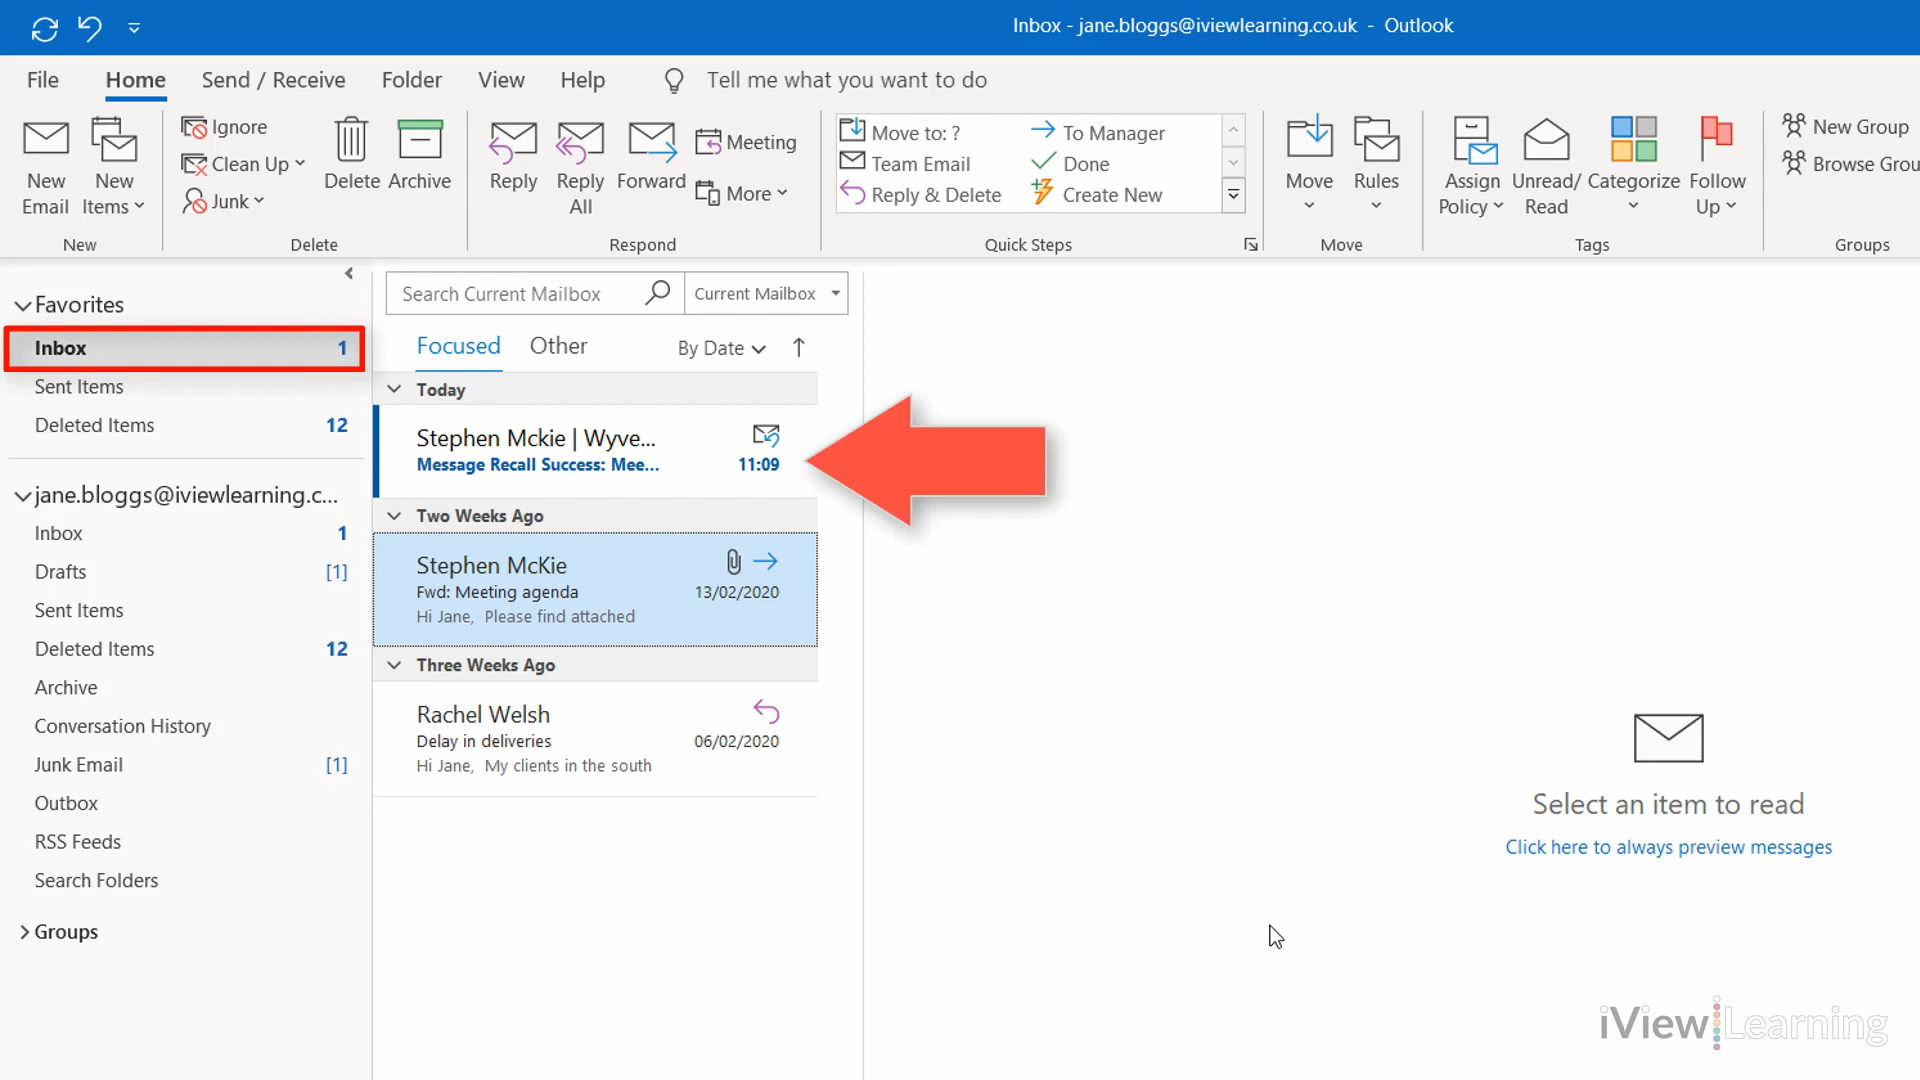 Inbox - jane.bloggs@iviewlearning.co.uk - Outlook
File Home Send / Receive Folder View Help Tell me what you want to do
New Email
New Items
New
Ignore
Clean Up
Junk
Delete
Archive
Delete
Reply
Reply All
Forward
Meeting
More
Respond
Move to: ?
Team Email
Reply & Delete
To Manager
Done
Create New
Quick Steps
Move
Rules
Move
Assign Policy
Unread/ Read
Categorize
Follow Up
Tags
New Group
Browse Grou
Groups
Favorites
Inbox 1
Sent Items
Deleted Items 12
jane.bloggs@iviewlearning.c...
Inbox 1
Drafts [1]
Sent Items
Deleted Items 12
Archive
Conversation History
Junk Email [1]
Outbox
RSS Feeds
Search Folders
Groups
Search Current Mailbox
Current Mailbox
Focused Other By Date
Today
Stephen Mckie | Wyve...
Message Recall Success: Mee... 11:09
Two Weeks Ago
Stephen McKie
Fwd: Meeting agenda 13/02/2020
Hi Jane, Please find attached
Three Weeks Ago
Rachel Welsh
Delay in deliveries 06/02/2020
Hi Jane, My clients in the south
Select an item to read
Click here to always preview messages
iView Learning